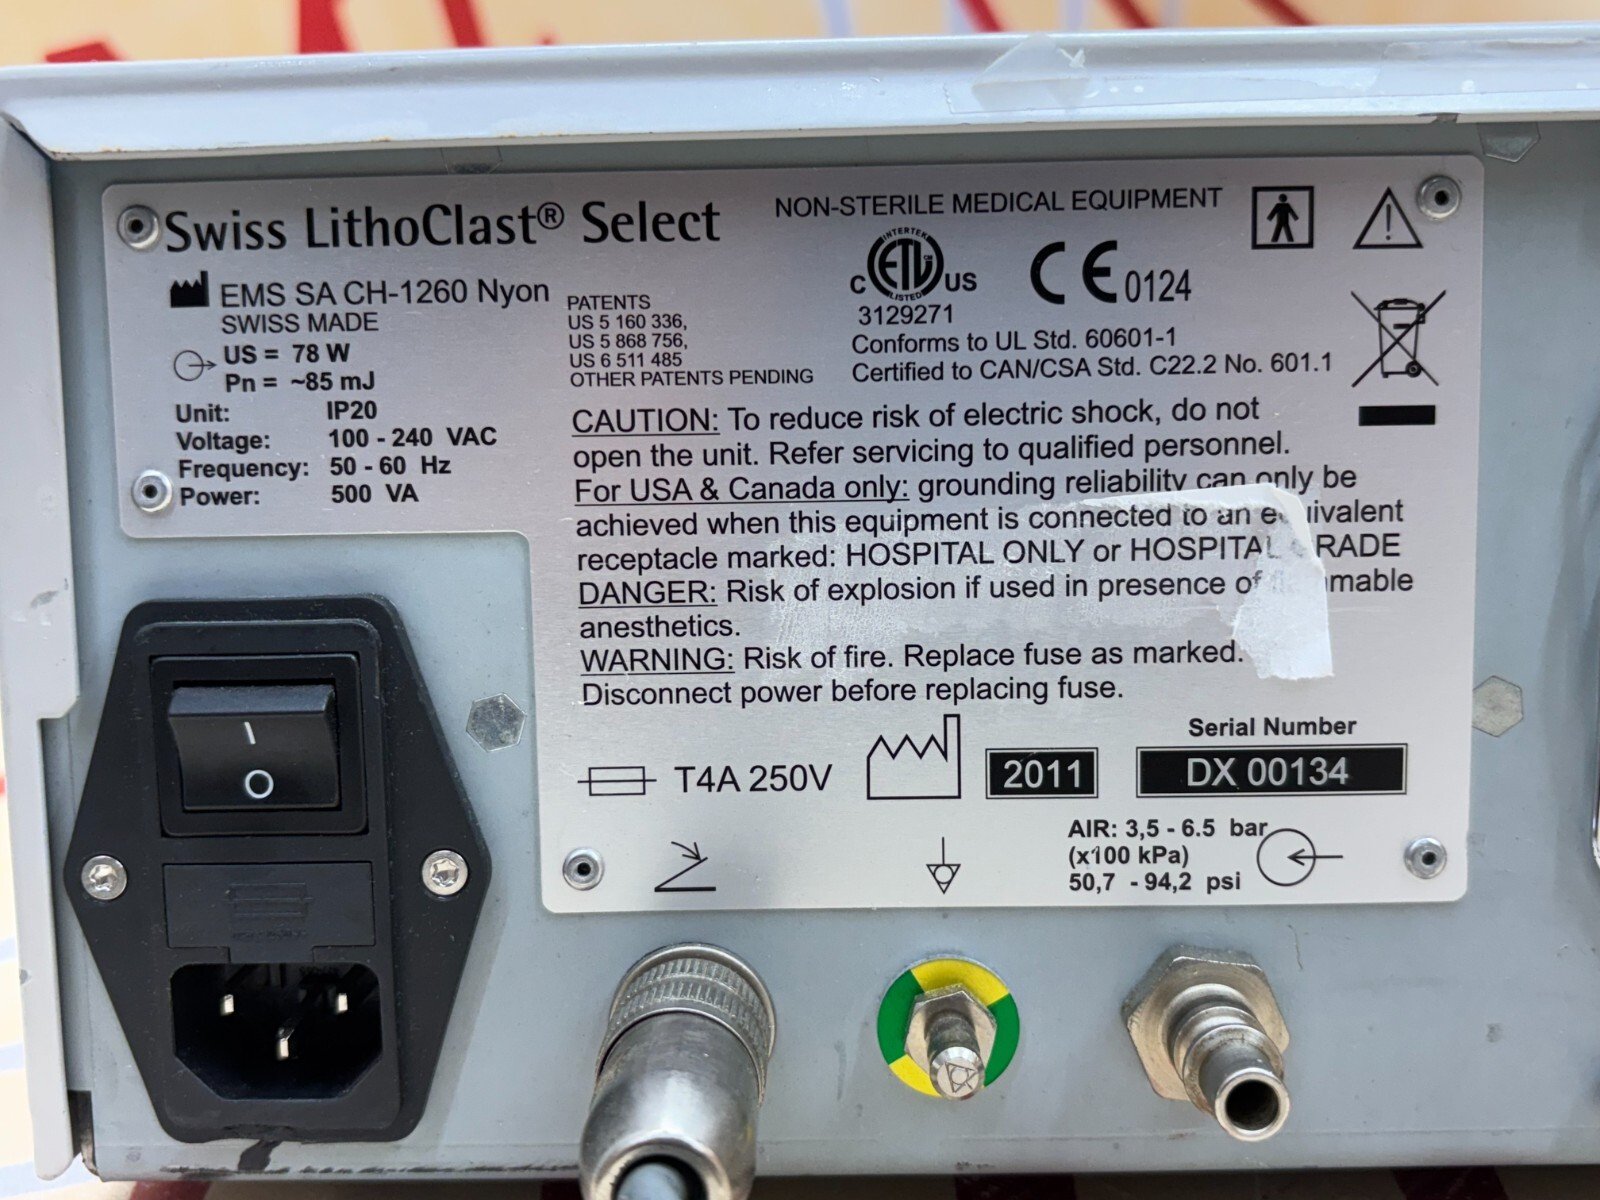 Swiss LithoClast® Select
NON-STERILE MEDICAL EQUIPMENT
EMS SA CH-1260 Nyon
SWISS MADE
US = 78 W
Pn = ~85 mJ
Unit: IP20
Voltage: 100 - 240 VAC
Frequency: 50 - 60 Hz
Power: 500 VA
PATENTS
US 5 160 336,
US 5 868 756,
US 6 511 485
OTHER PATENTS PENDING
INTERTEK
C ETL US
LISTED
3129271
CE 0124
Conforms to UL Std. 60601-1
Certified to CAN/CSA Std. C22.2 No. 601.1
CAUTION: To reduce risk of electric shock, do not
open the unit. Refer servicing to qualified personnel.
For USA & Canada only: grounding reliability can only be
achieved when this equipment is connected to an equivalent
receptacle marked: HOSPITAL ONLY or HOSPITAL GRADE
DANGER: Risk of explosion if used in presence of flammable
anesthetics.
WARNING: Risk of fire. Replace fuse as marked.
Disconnect power before replacing fuse.
T4A 250V
2011
Serial Number
DX 00134
AIR: 3,5 - 6.5 bar
(x100 kPa)
50,7 - 94,2 psi
I
O